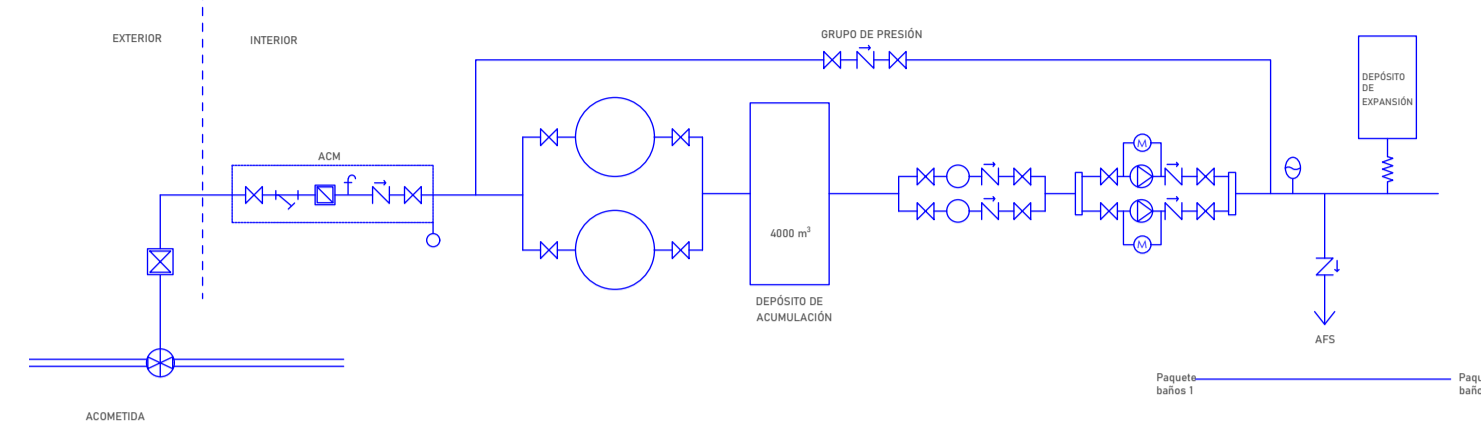 EXTERIOR
INTERIOR
GRUPO DE PRESIÓN
DEPÓSITO
DE
EXPANSIÓN
ACM
4000 m³
M
M
DEPÓSITO DE
ACUMULACIÓN
AFS
Paquete
baños 1
ACOMETIDA